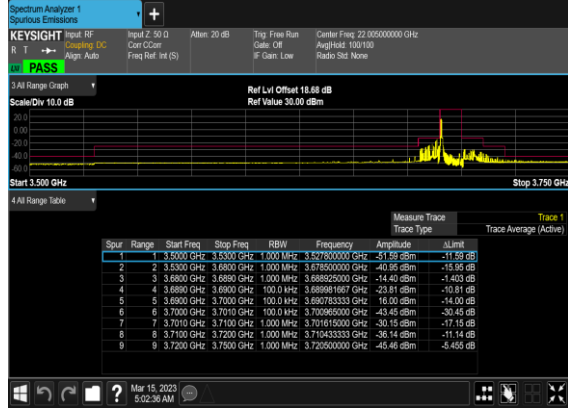 Spectrum Analyzer 1
Spurious Emissions
KEYSIGHT Input: RF Input Z: 50 Ω Atten: 20 dB Trig: Free Run Center Freq: 22.005000000 GHz
R T Coupling: DC Corr CCorr Gate: Off Avg|Hold: 100/100
Align: Auto Freq Ref: Int (S) IF Gain: Low Radio Std: None
PASS
3 All Range Graph
Ref Lvl Offset 18.68 dB
Scale/Div 10.0 dB Ref Value 30.00 dBm
20.0
0.00
-20.0
-40.0
Start 3.500 GHz Stop 3.750 GHz
4 All Range Table
Measure Trace Trace 1
Trace Type Trace Average (Active)
Spur Range Start Freq Stop Freq RBW Frequency Amplitude ΔLimit
1 1 3.5000 GHz 3.5300 GHz 1.000 MHz 3.527800000 GHz -51.59 dBm -11.59 dB
2 2 3.5300 GHz 3.6800 GHz 1.000 MHz 3.678500000 GHz -40.95 dBm -15.95 dB
3 3 3.6800 GHz 3.6890 GHz 1.000 MHz 3.688925000 GHz -14.40 dBm -1.403 dB
4 4 3.6890 GHz 3.6900 GHz 100.0 kHz 3.689981667 GHz -23.81 dBm -10.81 dB
5 5 3.6900 GHz 3.7000 GHz 100.0 kHz 3.690783333 GHz 16.00 dBm -14.00 dB
6 6 3.7000 GHz 3.7010 GHz 100.0 kHz 3.700965000 GHz -43.45 dBm -30.45 dB
7 7 3.7010 GHz 3.7100 GHz 1.000 MHz 3.701615000 GHz -30.15 dBm -17.15 dB
8 8 3.7100 GHz 3.7200 GHz 1.000 MHz 3.710433333 GHz -36.14 dBm -11.14 dB
9 9 3.7200 GHz 3.7500 GHz 1.000 MHz 3.720500000 GHz -45.46 dBm -5.455 dB
Mar 15, 2023
5:02:36 AM